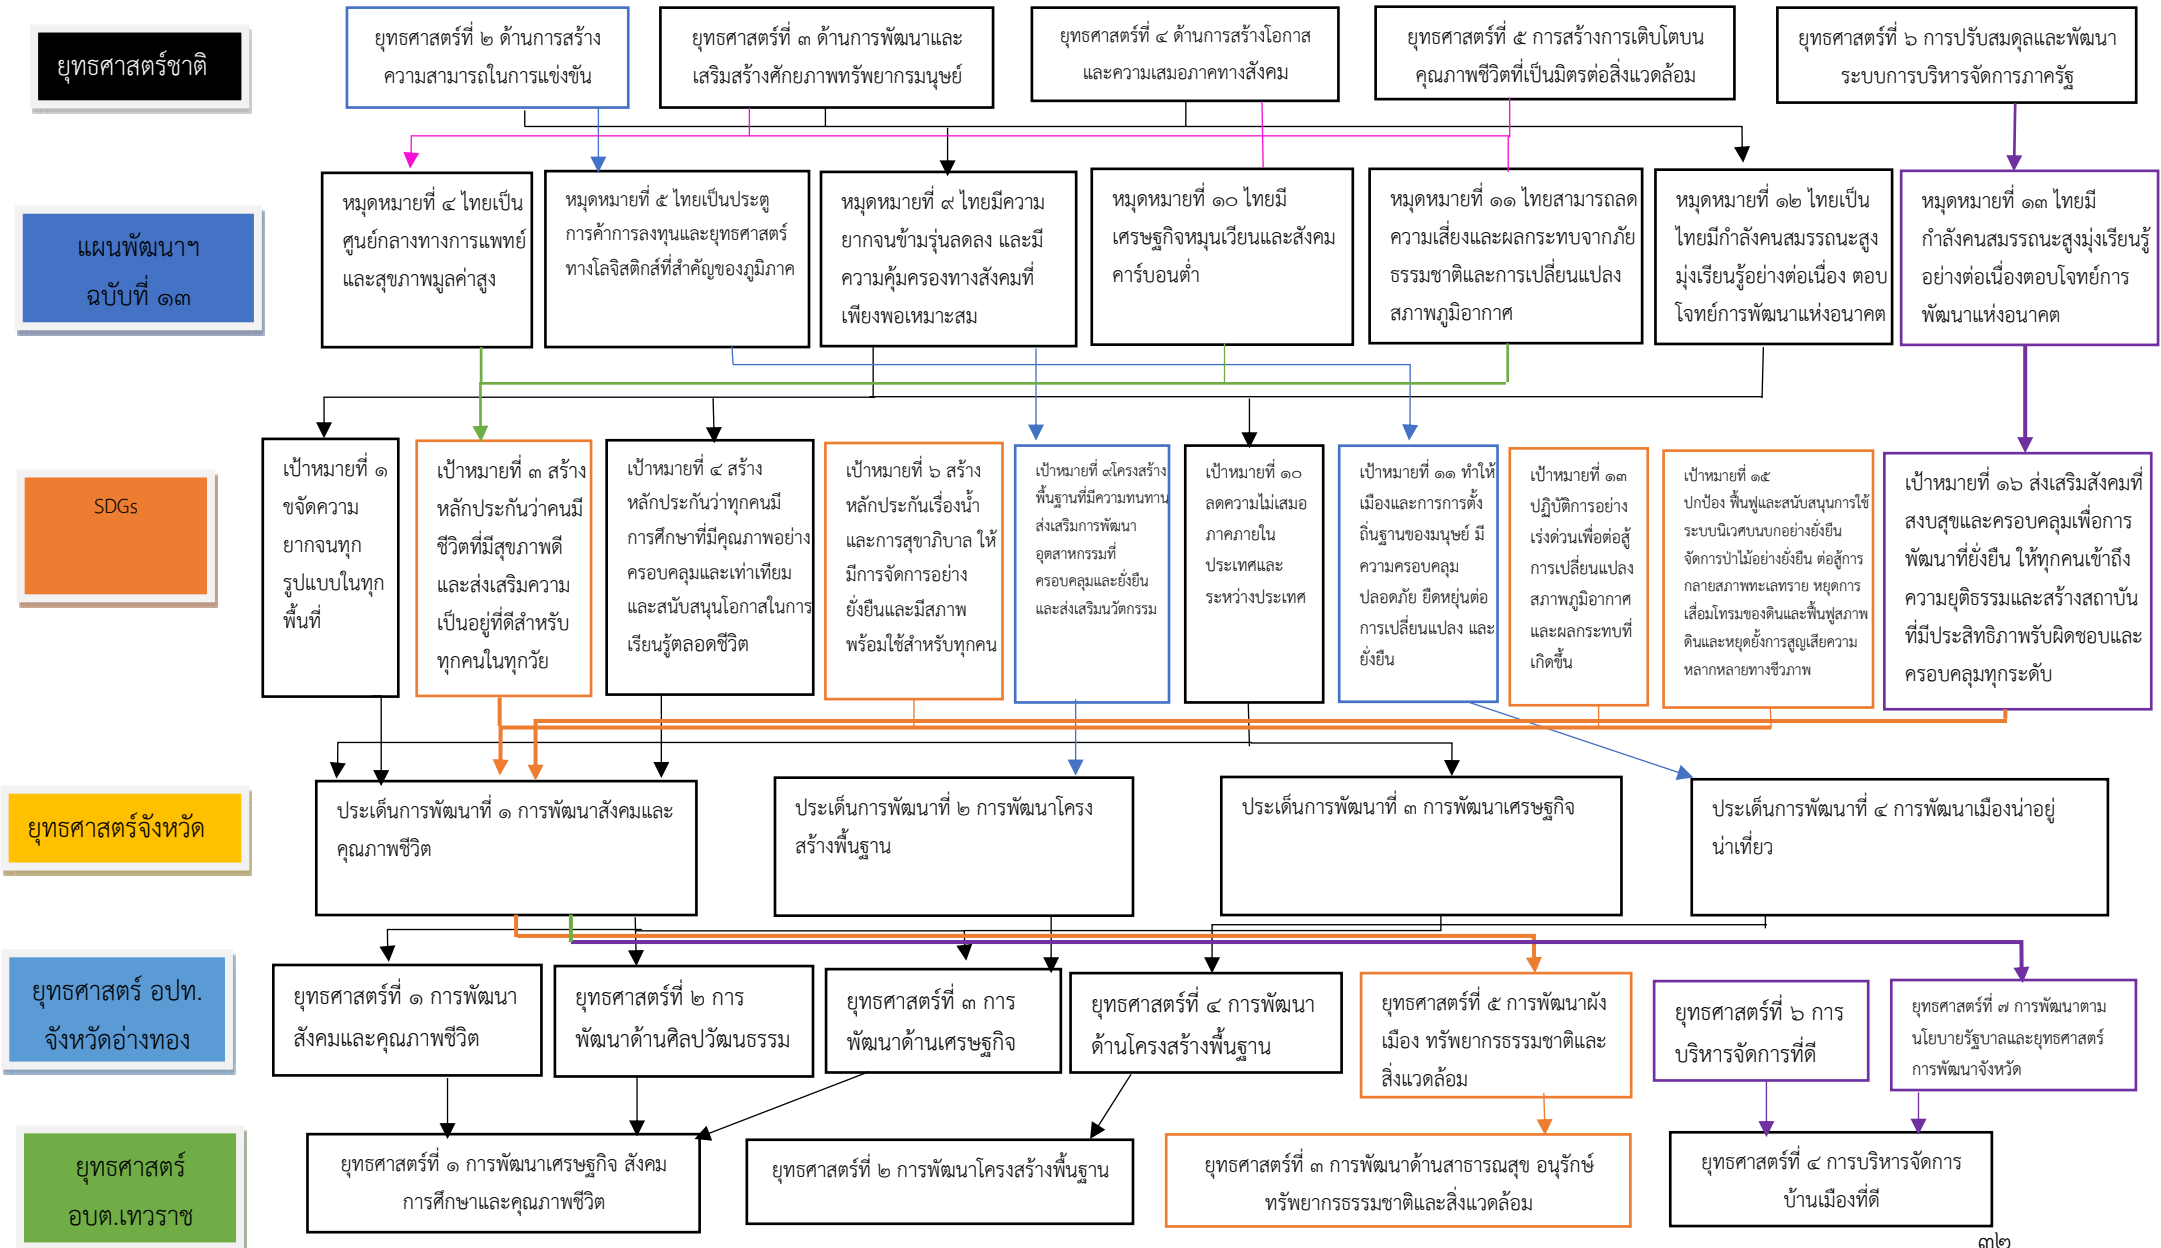 ยุทธศาสตร์ชาติ
ยุทธศาสตร์ที่ ๒ ด้านการสร้าง
ความสามารถในการแข่งขัน
ยุทธศาสตร์ที่ ๓ ด้านการพัฒนาและ
เสริมสร้างศักยภาพทรัพยากรมนุษย์
ยุทธศาสตร์ที่ ๔ ด้านการสร้างโอกาส
และความเสมอภาคทางสังคม
ยุทธศาสตร์ที่ ๕ การสร้างการเติบโตบน
คุณภาพชีวิตที่เป็นมิตรต่อสิ่งแวดล้อม
ยุทธศาสตร์ที่ ๖ การปรับสมดุลและพัฒนา
ระบบการบริหารจัดการภาครัฐ
แผนพัฒนาฯ
ฉบับที่ ๑๓
หมุดหมายที่ ๔ ไทยเป็น
ศูนย์กลางทางการแพทย์
และสุขภาพมูลค่าสูง
หมุดหมายที่ ๕ ไทยเป็นประตู
การค้าการลงทุนและยุทธศาสตร์
ทางโลจิสติกส์ที่สำคัญของภูมิภาค
หมุดหมายที่ ๙ ไทยมีความ
ยากจนข้ามรุ่นลดลง และมี
ความคุ้มครองทางสังคมที่
เพียงพอเหมาะสม
หมุดหมายที่ ๑๐ ไทยมี
เศรษฐกิจหมุนเวียนและสังคม
คาร์บอนต่ำ
หมุดหมายที่ ๑๑ ไทยสามารถลด
ความเสี่ยงและผลกระทบจากภัย
ธรรมชาติและการเปลี่ยนแปลง
สภาพภูมิอากาศ
หมุดหมายที่ ๑๒ ไทยเป็น
ไทยมีกำลังคนสมรรถนะสูง
มุ่งเรียนรู้อย่างต่อเนื่อง ตอบ
โจทย์การพัฒนาแห่งอนาคต
หมุดหมายที่ ๑๓ ไทยมี
กำลังคนสมรรถนะสูงมุ่งเรียนรู้
อย่างต่อเนื่องตอบโจทย์การ
พัฒนาแห่งอนาคต
SDGs
เป้าหมายที่ ๑
ขจัดความ
ยากจนทุก
รูปแบบในทุก
พื้นที่
เป้าหมายที่ ๓ สร้าง
หลักประกันว่าคนมี
ชีวิตที่มีสุขภาพดี
และส่งเสริมความ
เป็นอยู่ที่ดีสำหรับ
ทุกคนในทุกวัย
เป้าหมายที่ ๔ สร้าง
หลักประกันว่าทุกคนมี
การศึกษาที่มีคุณภาพอย่าง
ครอบคลุมและเท่าเทียม
และสนับสนุนโอกาสในการ
เรียนรู้ตลอดชีวิต
เป้าหมายที่ ๖ สร้าง
หลักประกันเรื่องน้ำ
และการสุขาภิบาล ให้
มีการจัดการอย่าง
ยั่งยืนและมีสภาพ
พร้อมใช้สำหรับทุกคน
เป้าหมายที่ ๙โครงสร้าง
พื้นฐานที่มีความทนทาน
ส่งเสริมการพัฒนา
อุตสาหกรรมที่
ครอบคลุมและยั่งยืน
และส่งเสริมนวัตกรรม
เป้าหมายที่ ๑๐
ลดความไม่เสมอ
ภาคภายใน
ประเทศและ
ระหว่างประเทศ
เป้าหมายที่ ๑๑ ทำให้
เมืองและการการตั้ง
ถิ่นฐานของมนุษย์ มี
ความครอบคลุม
ปลอดภัย ยืดหยุ่นต่อ
การเปลี่ยนแปลง และ
ยั่งยืน
เป้าหมายที่ ๑๓
ปฏิบัติการอย่าง
เร่งด่วนเพื่อต่อสู้
การเปลี่ยนแปลง
สภาพภูมิอากาศ
และผลกระทบที่
เกิดขึ้น
เป้าหมายที่ ๑๕
ปกป้อง ฟื้นฟูและสนับสนุนการใช้
ระบบนิเวศบนบกอย่างยั่งยืน
จัดการป่าไม้อย่างยั่งยืน ต่อสู้การ
กลายสภาพทะเลทราย หยุดการ
เสื่อมโทรมของดินและฟื้นฟูสภาพ
ดินและหยุดยั้งการสูญเสียความ
หลากหลายทางชีวภาพ
เป้าหมายที่ ๑๖ ส่งเสริมสังคมที่
สงบสุขและครอบคลุมเพื่อการ
พัฒนาที่ยั่งยืน ให้ทุกคนเข้าถึง
ความยุติธรรมและสร้างสถาบัน
ที่มีประสิทธิภาพรับผิดชอบและ
ครอบคลุมทุกระดับ
ยุทธศาสตร์จังหวัด
ประเด็นการพัฒนาที่ ๑ การพัฒนาสังคมและ
คุณภาพชีวิต
ประเด็นการพัฒนาที่ ๒ การพัฒนาโครง
สร้างพื้นฐาน
ประเด็นการพัฒนาที่ ๓ การพัฒนาเศรษฐกิจ
ประเด็นการพัฒนาที่ ๔ การพัฒนาเมืองน่าอยู่
น่าเที่ยว
ยุทธศาสตร์ อปท.
จังหวัดอ่างทอง
ยุทธศาสตร์ที่ ๑ การพัฒนา
สังคมและคุณภาพชีวิต
ยุทธศาสตร์ที่ ๒ การ
พัฒนาด้านศิลปวัฒนธรรม
ยุทธศาสตร์ที่ ๓ การ
พัฒนาด้านเศรษฐกิจ
ยุทธศาสตร์ที่ ๔ การพัฒนา
ด้านโครงสร้างพื้นฐาน
ยุทธศาสตร์ที่ ๕ การพัฒนาผัง
เมือง ทรัพยากรธรรมชาติและ
สิ่งแวดล้อม
ยุทธศาสตร์ที่ ๖ การ
บริหารจัดการที่ดี
ยุทธศาสตร์ที่ ๗ การพัฒนาตาม
นโยบายรัฐบาลและยุทธศาสตร์
การพัฒนาจังหวัด
ยุทธศาสตร์
อบต.เทวราช
ยุทธศาสตร์ที่ ๑ การพัฒนาเศรษฐกิจ สังคม
การศึกษาและคุณภาพชีวิต
ยุทธศาสตร์ที่ ๒ การพัฒนาโครงสร้างพื้นฐาน
ยุทธศาสตร์ที่ ๓ การพัฒนาด้านสาธารณสุข อนุรักษ์
ทรัพยากรธรรมชาติและสิ่งแวดล้อม
ยุทธศาสตร์ที่ ๔ การบริหารจัดการ
บ้านเมืองที่ดี
๓๒